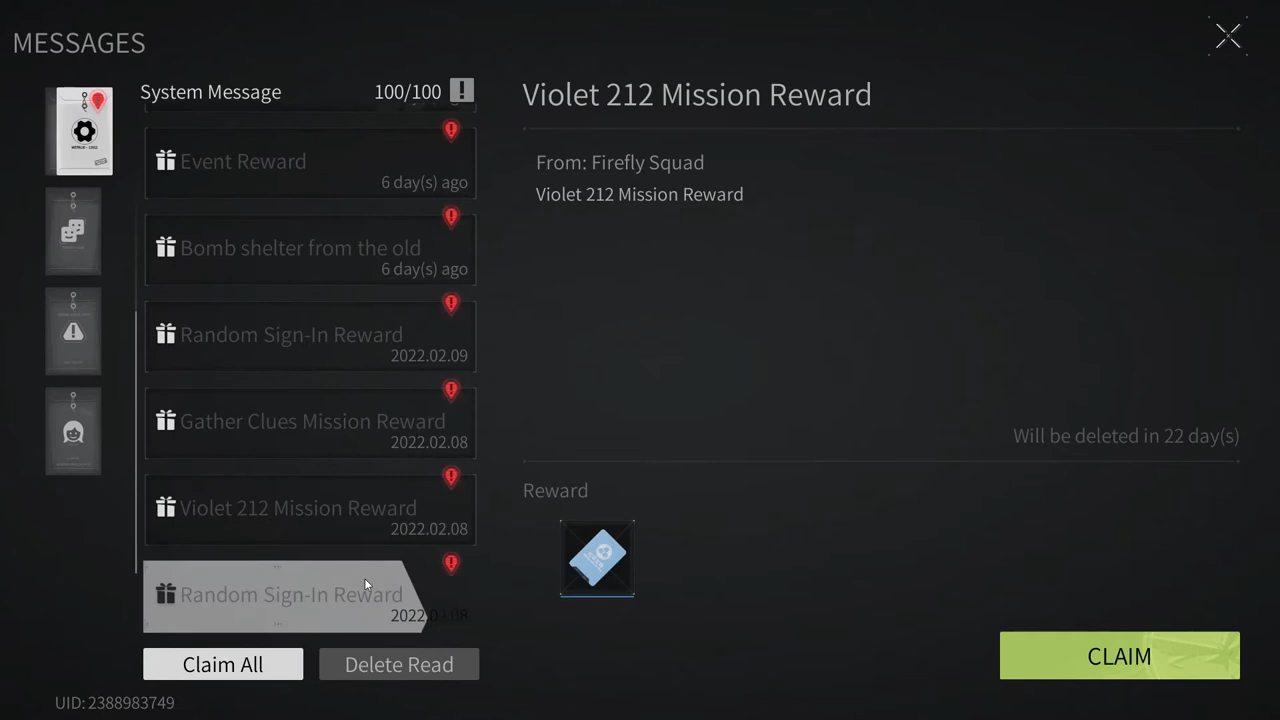 MESSAGES
System Message 100/100
Event Reward
6 day(s) ago
Bomb shelter from the old
6 day(s) ago
Random Sign-In Reward
2022.02.09
Gather Clues Mission Reward
2022.02.08
Violet 212 Mission Reward
2022.02.08
Random Sign-In Reward
2022.02.08
Claim All
Delete Read
UID: 2388983749
Violet 212 Mission Reward
From: Firefly Squad
Violet 212 Mission Reward
Will be deleted in 22 day(s)
Reward
CLAIM